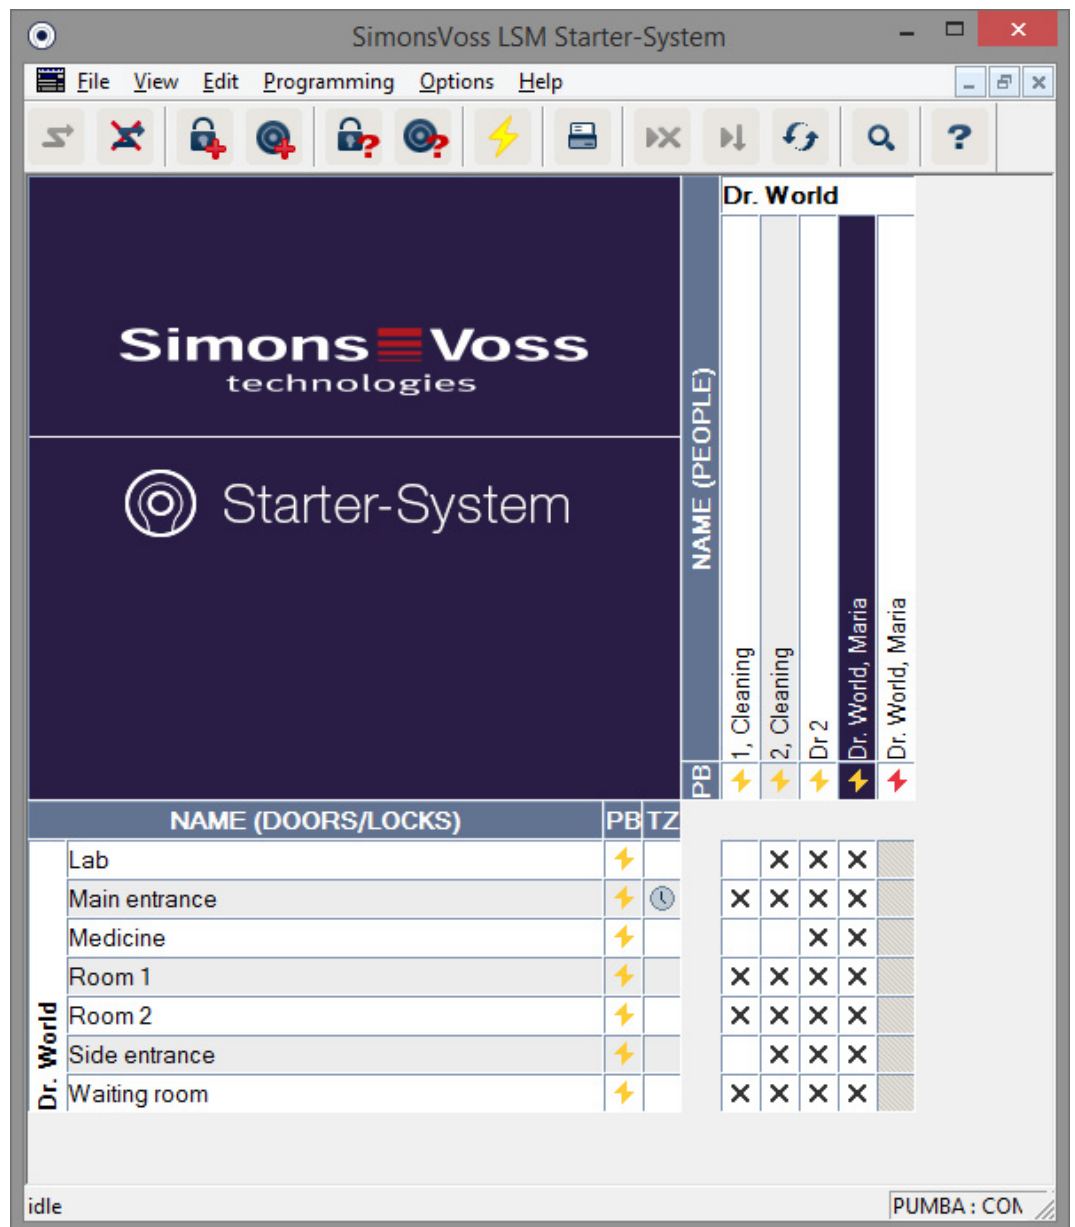 SimonsVoss LSM Starter-System
File View Edit Programming Options Help
Dr. World
NAME (PEOPLE)
PB
1, Cleaning
2, Cleaning
Dr 2
Dr. World, Maria
Dr. World, Maria
Simons Voss
technologies
Starter-System
NAME (DOORS/LOCKS) PB TZ
Dr. World
Lab
Main entrance
Medicine
Room 1
Room 2
Side entrance
Waiting room
idle
PUMBA : COM